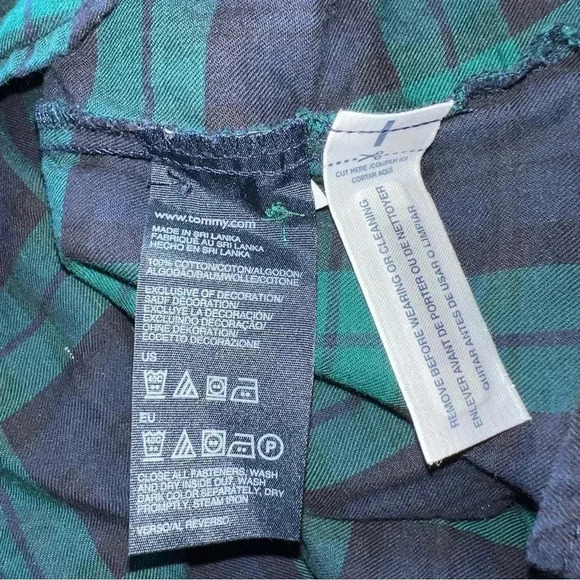 www.tommy.com
MADE IN SRI LANKA
FABRIQUÉ AU SRI LANKA
HECHO EN SRI LANKA
100% COTTON/COTON/ALGODÓN/
ALGODÃO/BAUMWOLLE/COTONE
EXCLUSIVE OF DECORATION/
SAUF DÉCORATION/
EXCLUYE LA DECORACIÓN/
EXCLUINDO DECORAÇÃO/
OHNE DEKORATION/
ECCETTO DECORAZIONE
US
EU
P
CLOSE ALL FASTENERS, WASH
AND DRY INSIDE OUT, WASH
DARK COLOR SEPARATELY, DRY
PROMPTLY, STEAM IRON
VERSO/AL REVERSO/
CUT HERE / COUPER ICI
CORTAR AQUI
REMOVE BEFORE WEARING OR CLEANING
ENLEVER AVANT DE PORTER OU DE NETTOYER
QUITAR ANTES DE USAR O LIMPIAR